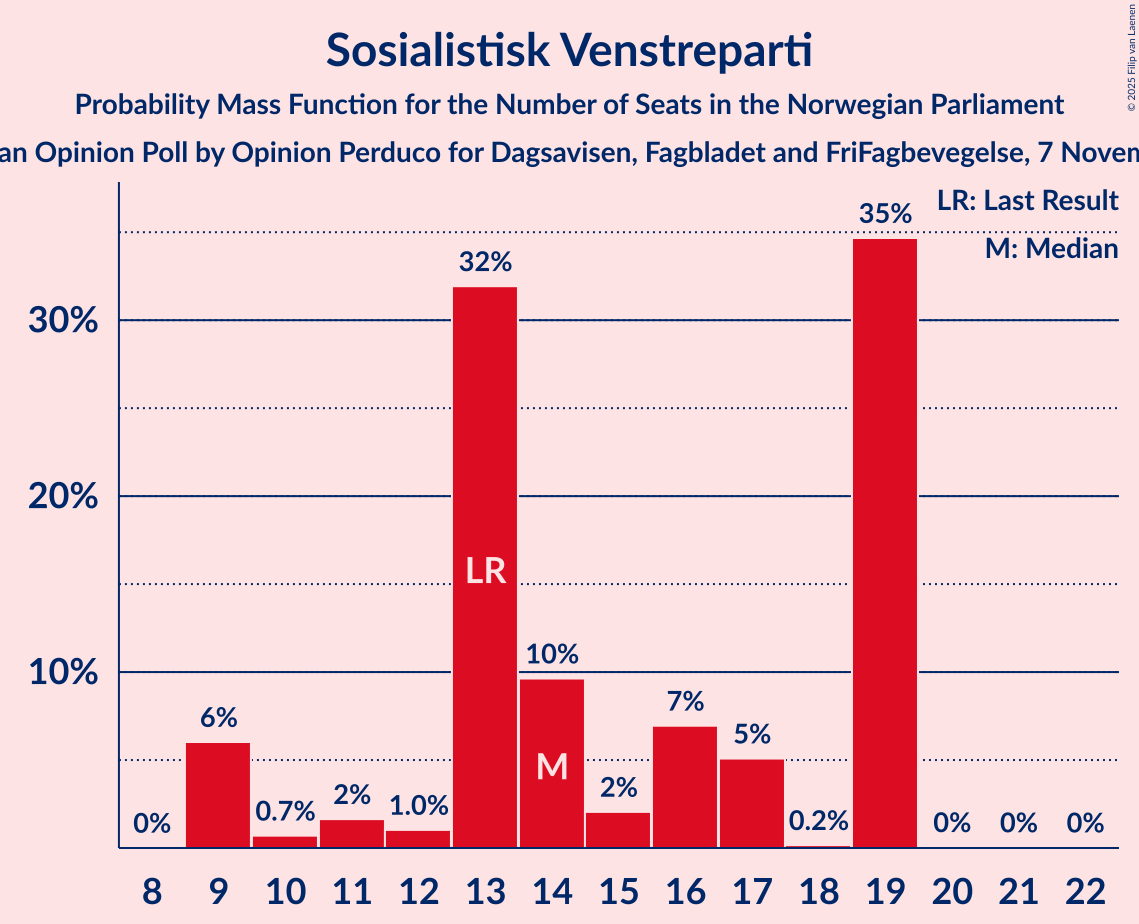 Sosialistisk Venstreparti
Probability Mass Function for the Number of Seats in the Norwegian Parliament
an Opinion Poll by Opinion Perduco for Dagsavisen, Fagbladet and FriFagbevegelse, 7
© 2025 Filip van Laenen
LR: Last Result
M: Median
35%
32%
30%
20%
LR
10%
10%
7%
6%
5%
M
2%
2%
1.0%
0.7%
0.2%
0%
0%
0%
0%
8 9 10 11 12 13 14 15 16 17 18 19 20 21 22